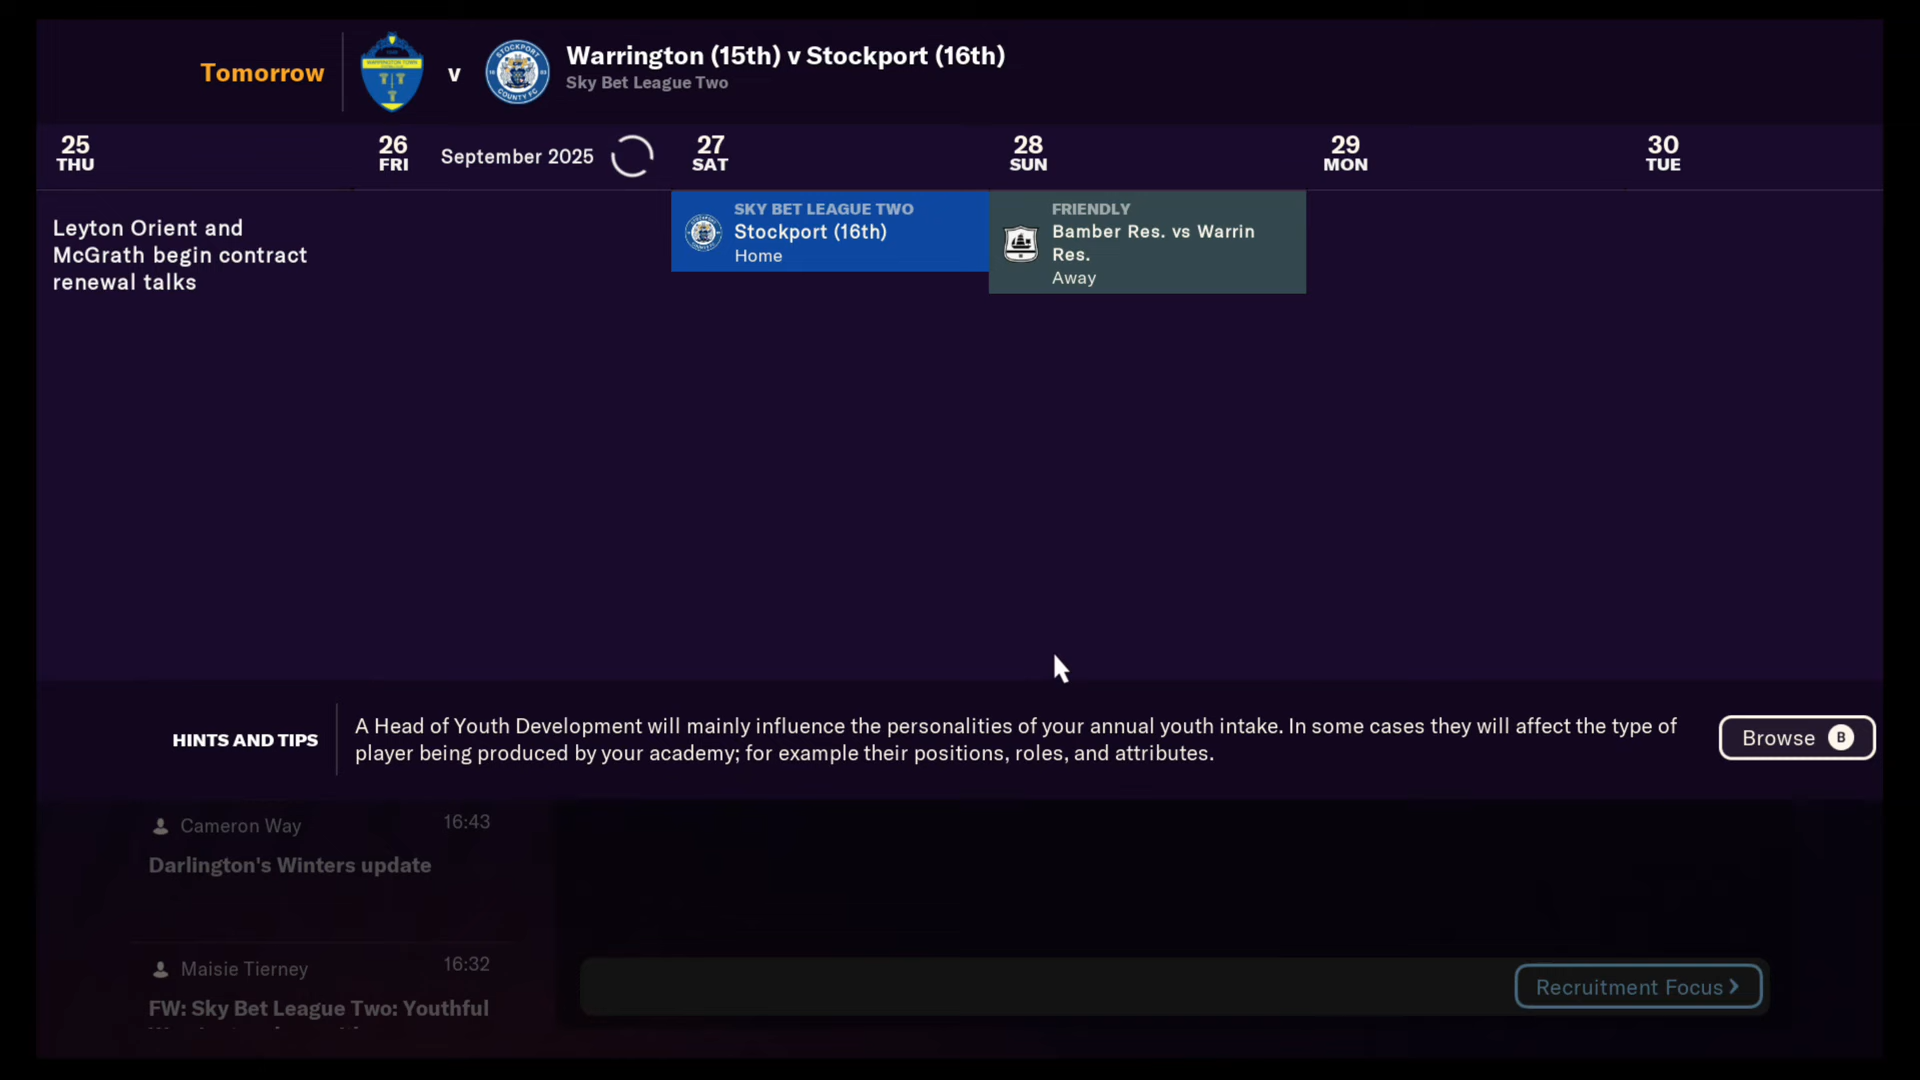 Tomorrow
v
Warrington (15th) v Stockport (16th)
Sky Bet League Two
25
THU
26
FRI
September 2025
27
SAT
28
SUN
29
MON
30
TUE
Leyton Orient and
McGrath begin contract
renewal talks
SKY BET LEAGUE TWO
Stockport (16th)
Home
FRIENDLY
Bamber Res. vs Warrin
Res.
Away
HINTS AND TIPS
A Head of Youth Development will mainly influence the personalities of your annual youth intake. In some cases they will affect the type of
player being produced by your academy; for example their positions, roles, and attributes.
Browse B
Cameron Way 16:43
Darlington's Winters update
Maisie Tierney 16:32
FW: Sky Bet League Two: Youthful
Recruitment Focus